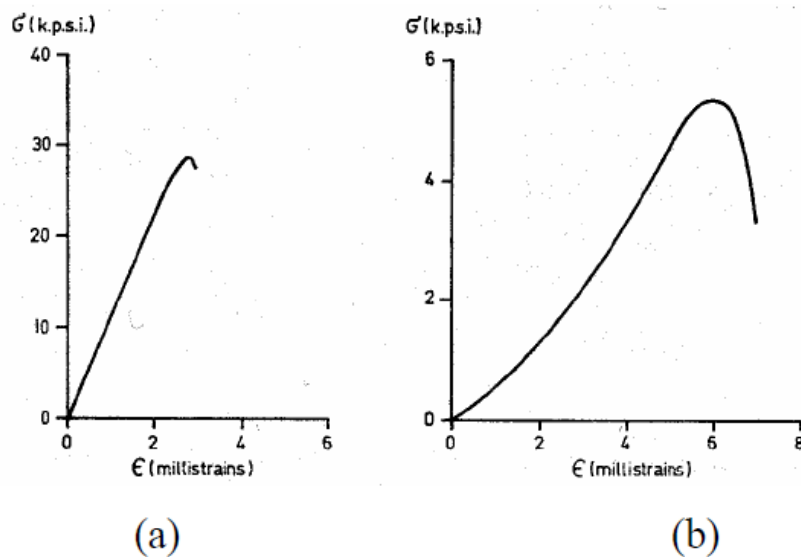 σ (k.p.s.i.)
40
30
20
10
0
0 2 4 6
ϵ (millistrains)
(a)
σ (k.p.s.i.)
6
4
2
0
0 2 4 6 8
ϵ (millistrains)
(b)